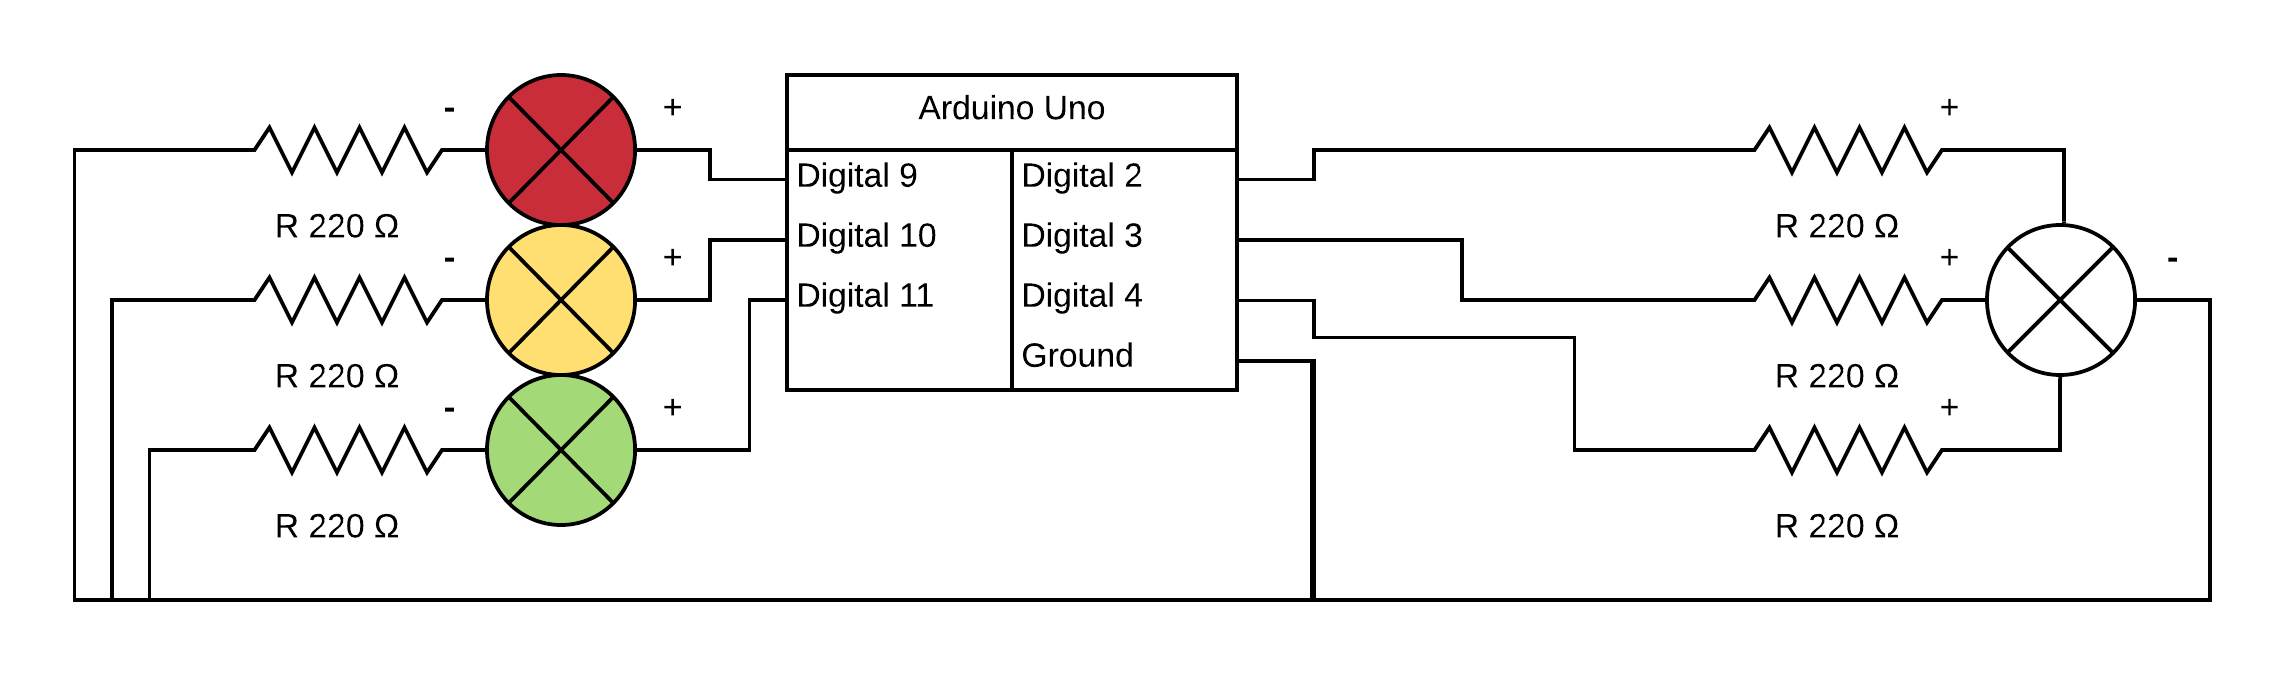 - +
R 220 Ω
- +
R 220 Ω
- +
R 220 Ω
Arduino Uno
Digital 9 Digital 2
Digital 10 Digital 3
Digital 11 Digital 4
Ground
+
R 220 Ω
+ -
R 220 Ω
+
R 220 Ω